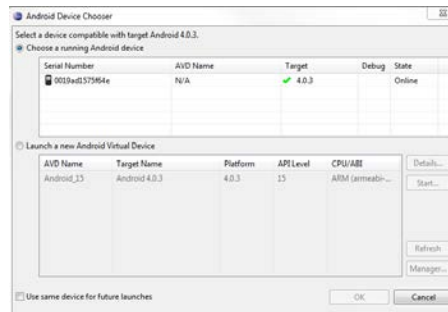 Android Device Chooser
Select a device compatible with target Android 4.0.3.
Choose a running Android device
Serial Number AVD Name Target Debug State
0019ad1575f64e N/A 4.0.3 Online
Launch a new Android Virtual Device
AVD Name Target Name Platform API Level CPU/ABI
Android_15 Android 4.0.3 4.0.3 15 ARM (armeabi-...
Details...
Start...
Refresh
Manager...
Use same device for future launches
OK Cancel